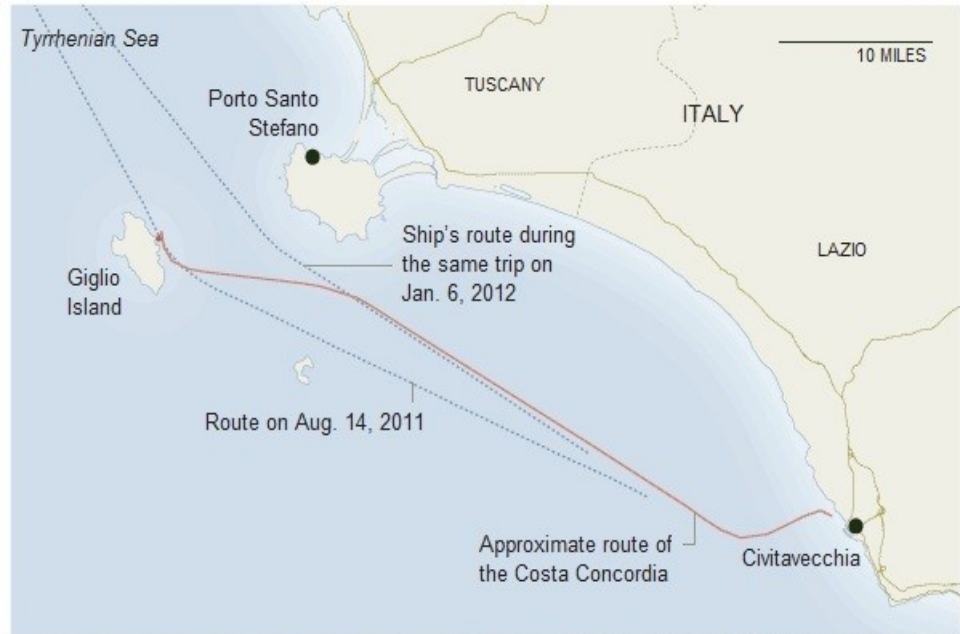 Tyrrhenian Sea
10 MILES
TUSCANY
Porto Santo
Stefano
ITALY
Ship's route during
the same trip on
Jan. 6, 2012
LAZIO
Giglio
Island
Route on Aug. 14, 2011
Approximate route of
the Costa Concordia
Civitavecchia